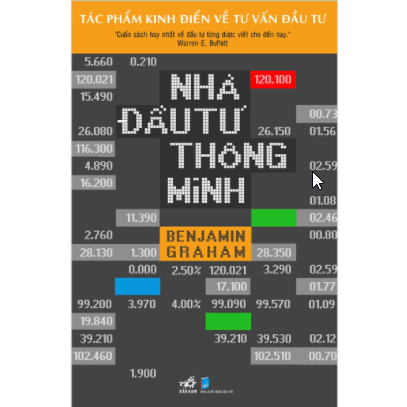 TÁC PHẨM KINH ĐIỂN VỀ TƯ VẤN ĐẦU TƯ
"Cuốn sách hay nhất về đầu tư từng được viết cho đến nay."
Warren E. Buffett
5.660 0.210
120.021 NHÀ 120.100
15.490
00.73
26.080 ĐẦU TƯ 26.150 01.56
116.300 THÔNG
4.890 02.59
16.200 MINH
01.08
11.390 02.46
2.760 BENJAMIN 00.80
28.130 1.300 GRAHAM 28.350
0.000 2.50% 120.021 3.290 02.59
17.100 01.77
99.200 3.970 4.00% 99.090 99.570 01.09
19.840
39.210 39.210 39.530 02.12
102.460 102.510 00.70
1.900
nhã nam